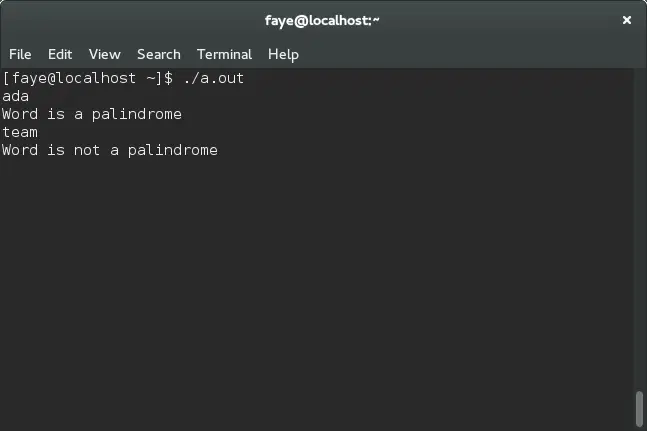 faye@localhost:~
File Edit View Search Terminal Help
[faye@localhost ~]$ ./a.out
ada
Word is a palindrome
team
Word is not a palindrome